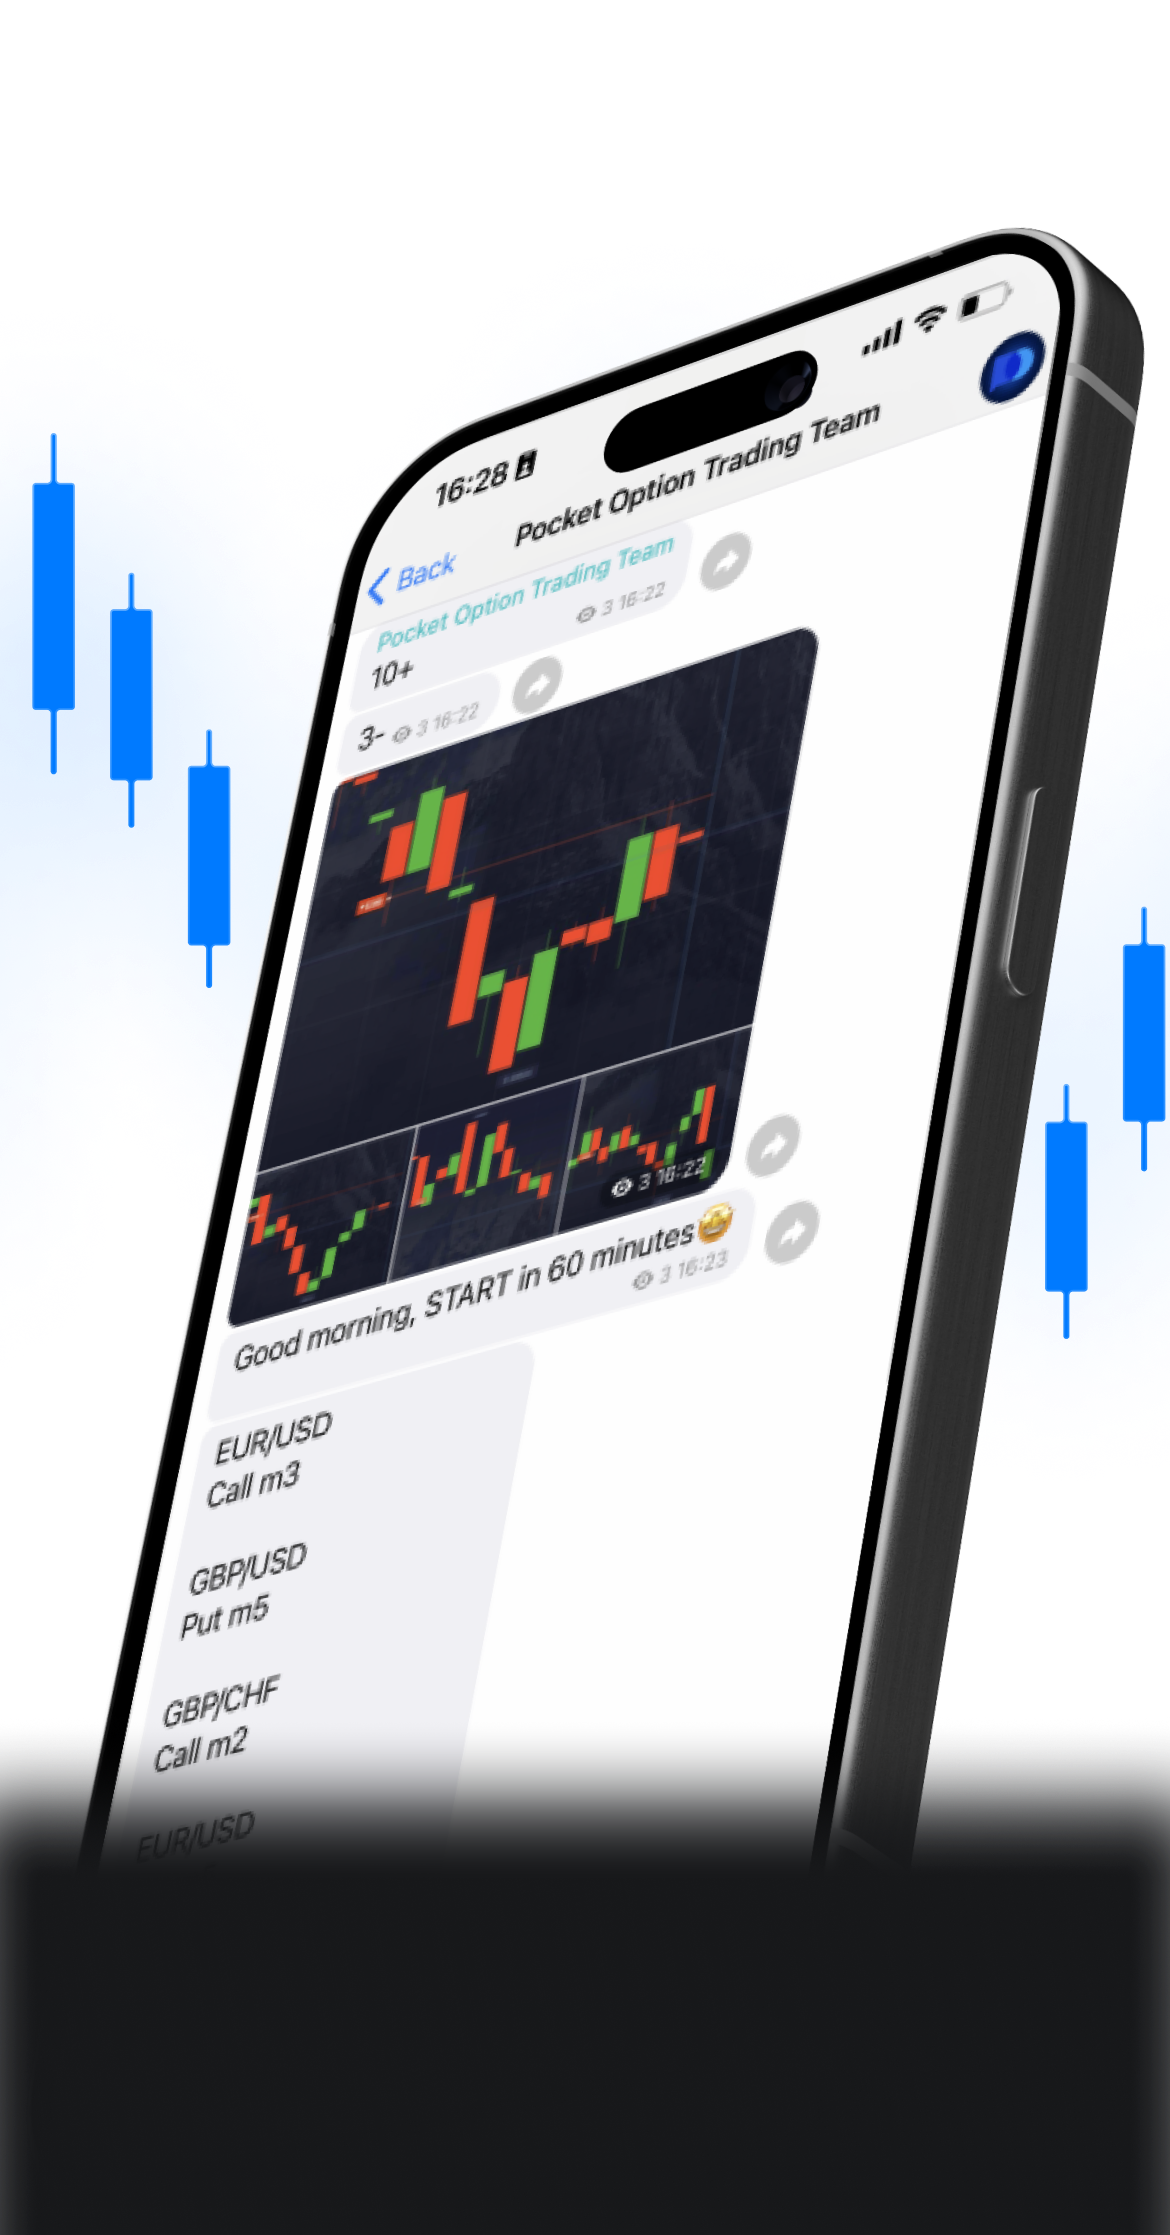 16:28
Pocket Option Trading Team
Back
Pocket Option Trading Team
10+
3 16:22
3-
3 16:22
3 16:22
Good morning, START in 60 minutes🤩
3 16:23
EUR/USD
Call m3
GBP/USD
Put m5
GBP/CHF
Call m2
EUR/USD